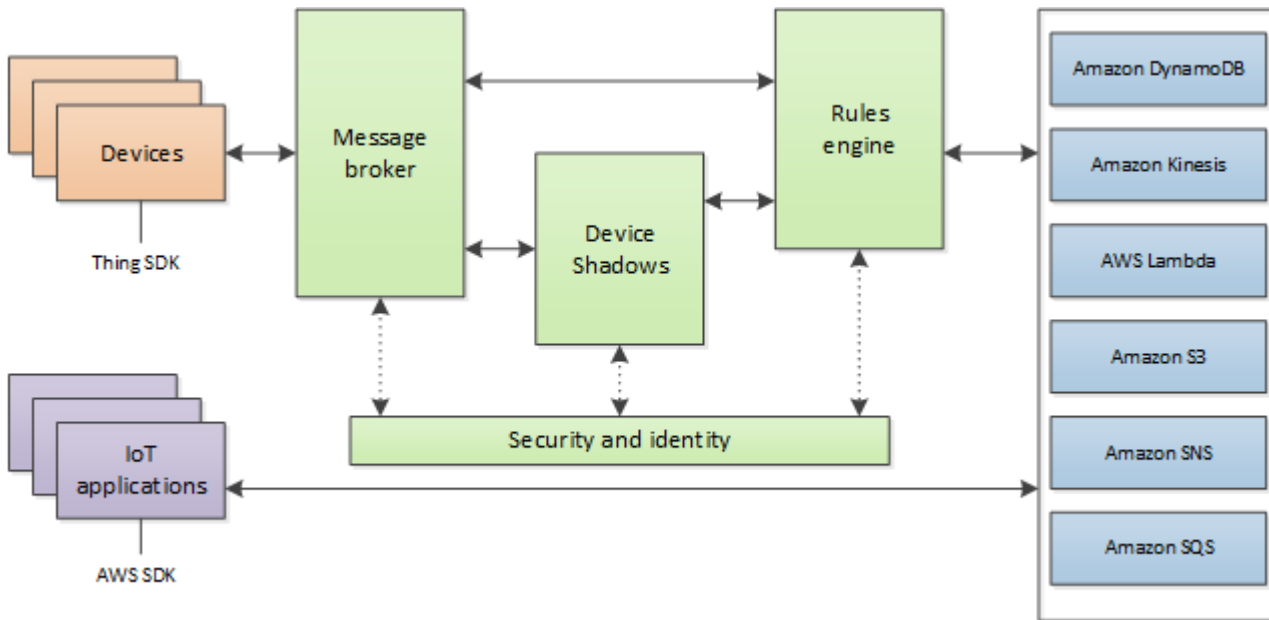 Devices
Thing SDK
IoT
applications
AWS SDK
Message
broker
Device
Shadows
Rules
engine
Security and identity
Amazon DynamoDB
Amazon Kinesis
AWS Lambda
Amazon S3
Amazon SNS
Amazon SQS